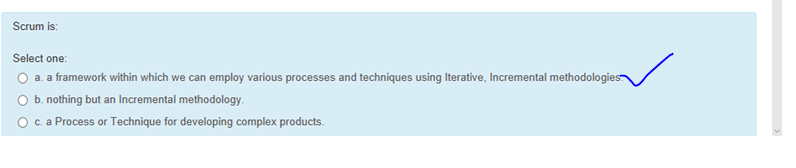 Scrum is:
Select one:
a. a framework within which we can employ various processes and techniques using Iterative, Incremental methodologies.
b. nothing but an Incremental methodology.
c. a Process or Technique for developing complex products.